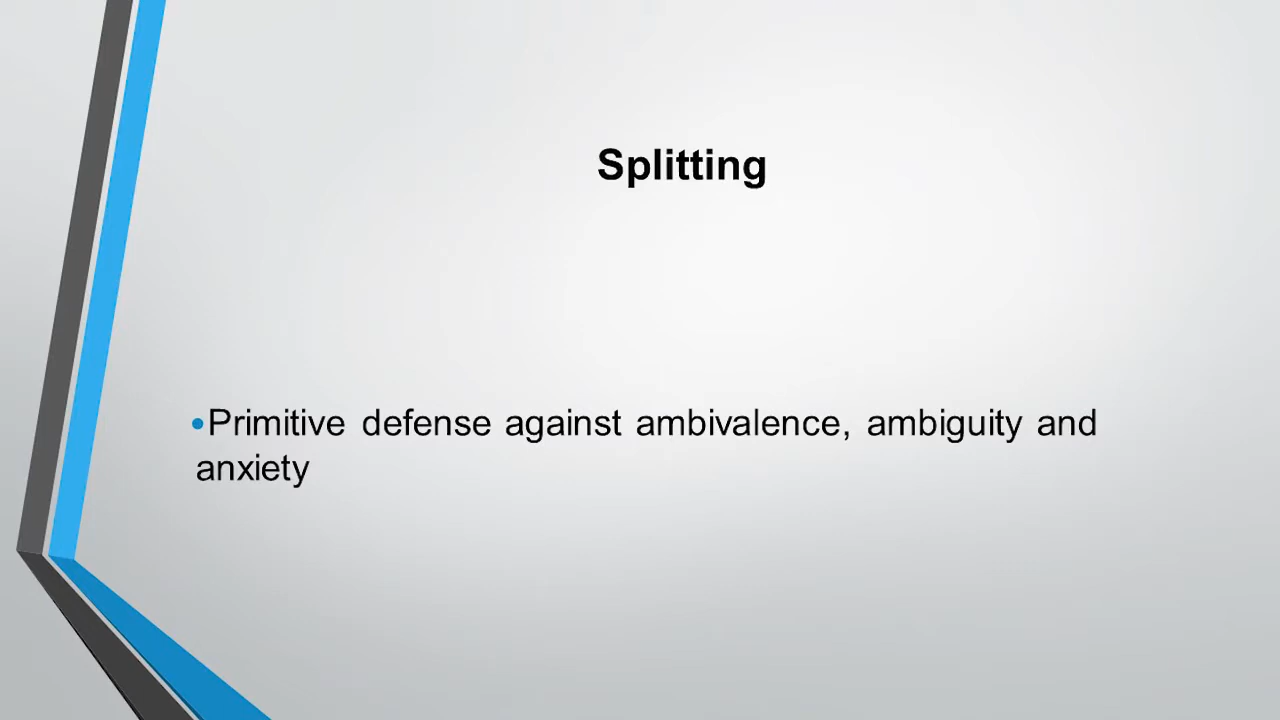 Splitting
•Primitive defense against ambivalence, ambiguity and
anxiety